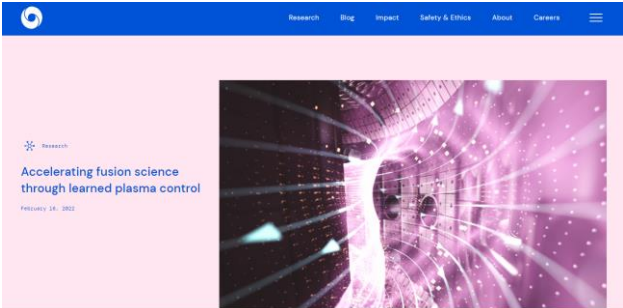 Research Blog Impact Safety & Ethics About Careers
Research
Accelerating fusion science
through learned plasma control
February 16, 2022